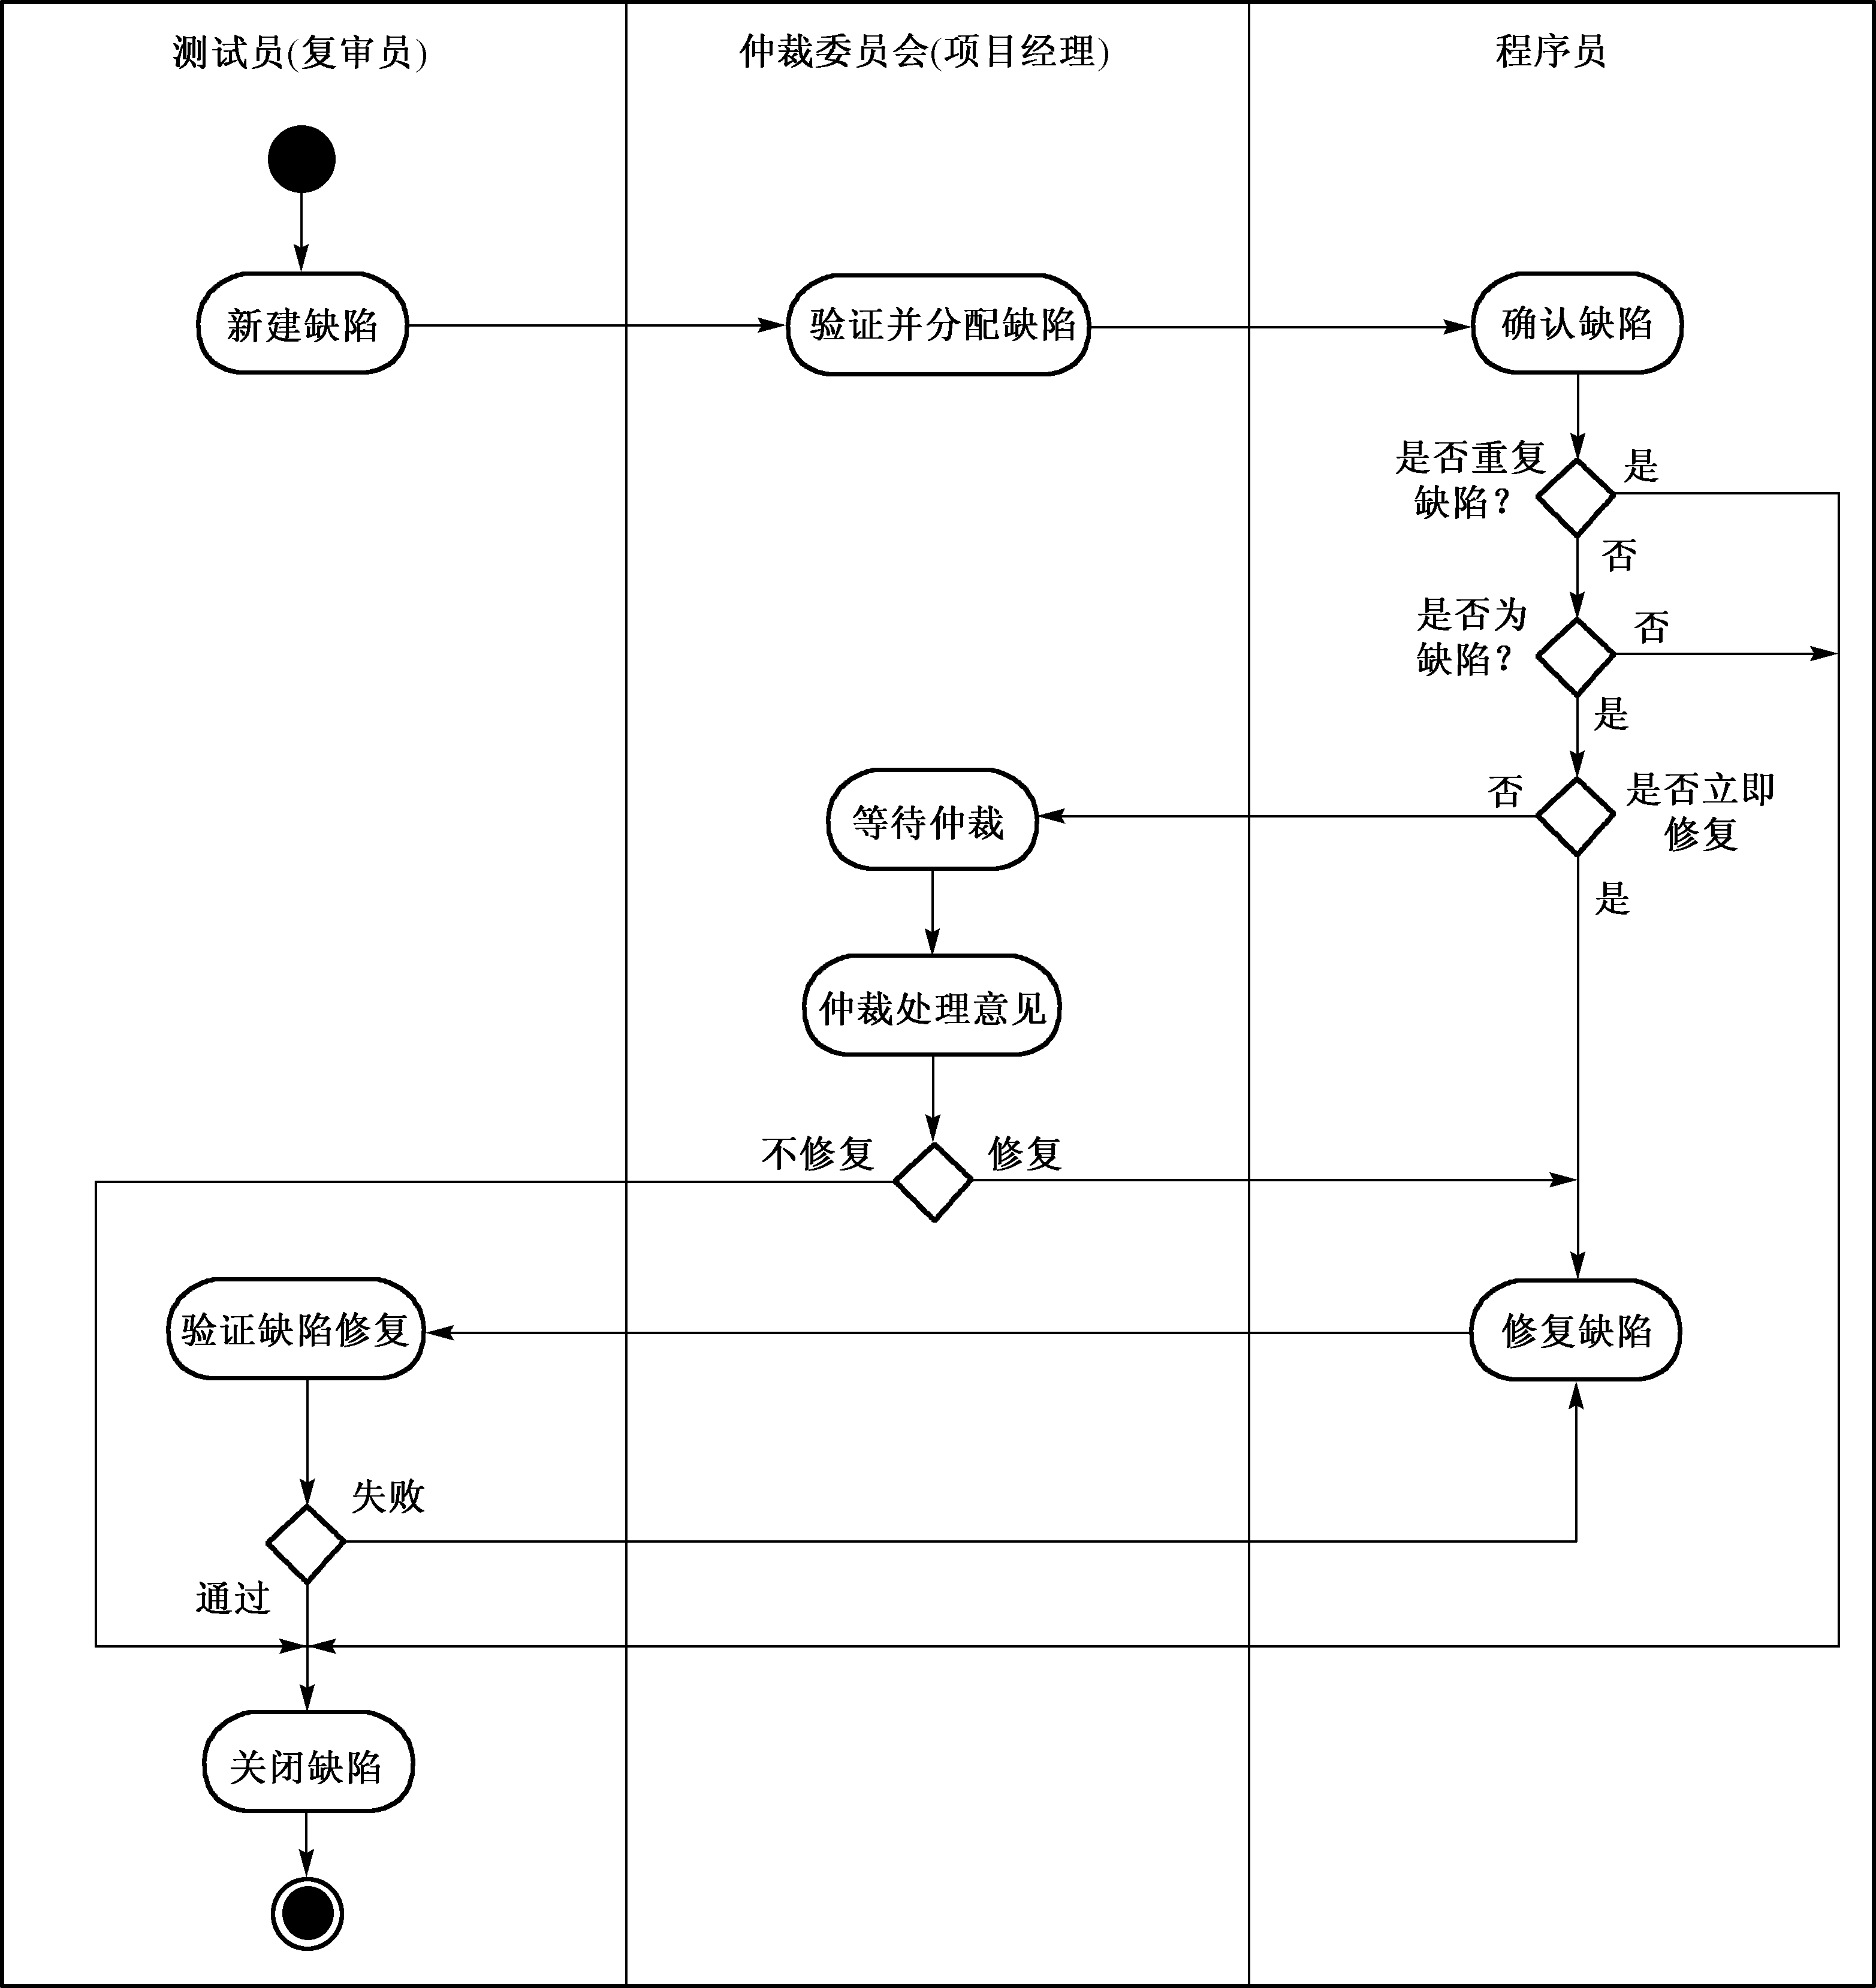 测试员(复审员)
仲裁委员会(项目经理)
程序员
新建缺陷
验证并分配缺陷
确认缺陷
是否重复
缺陷？
是
否
是否为
缺陷？
否
是
是否立即
修复
否
是
等待仲裁
仲裁处理意见
不修复
修复
验证缺陷修复
修复缺陷
失败
通过
关闭缺陷